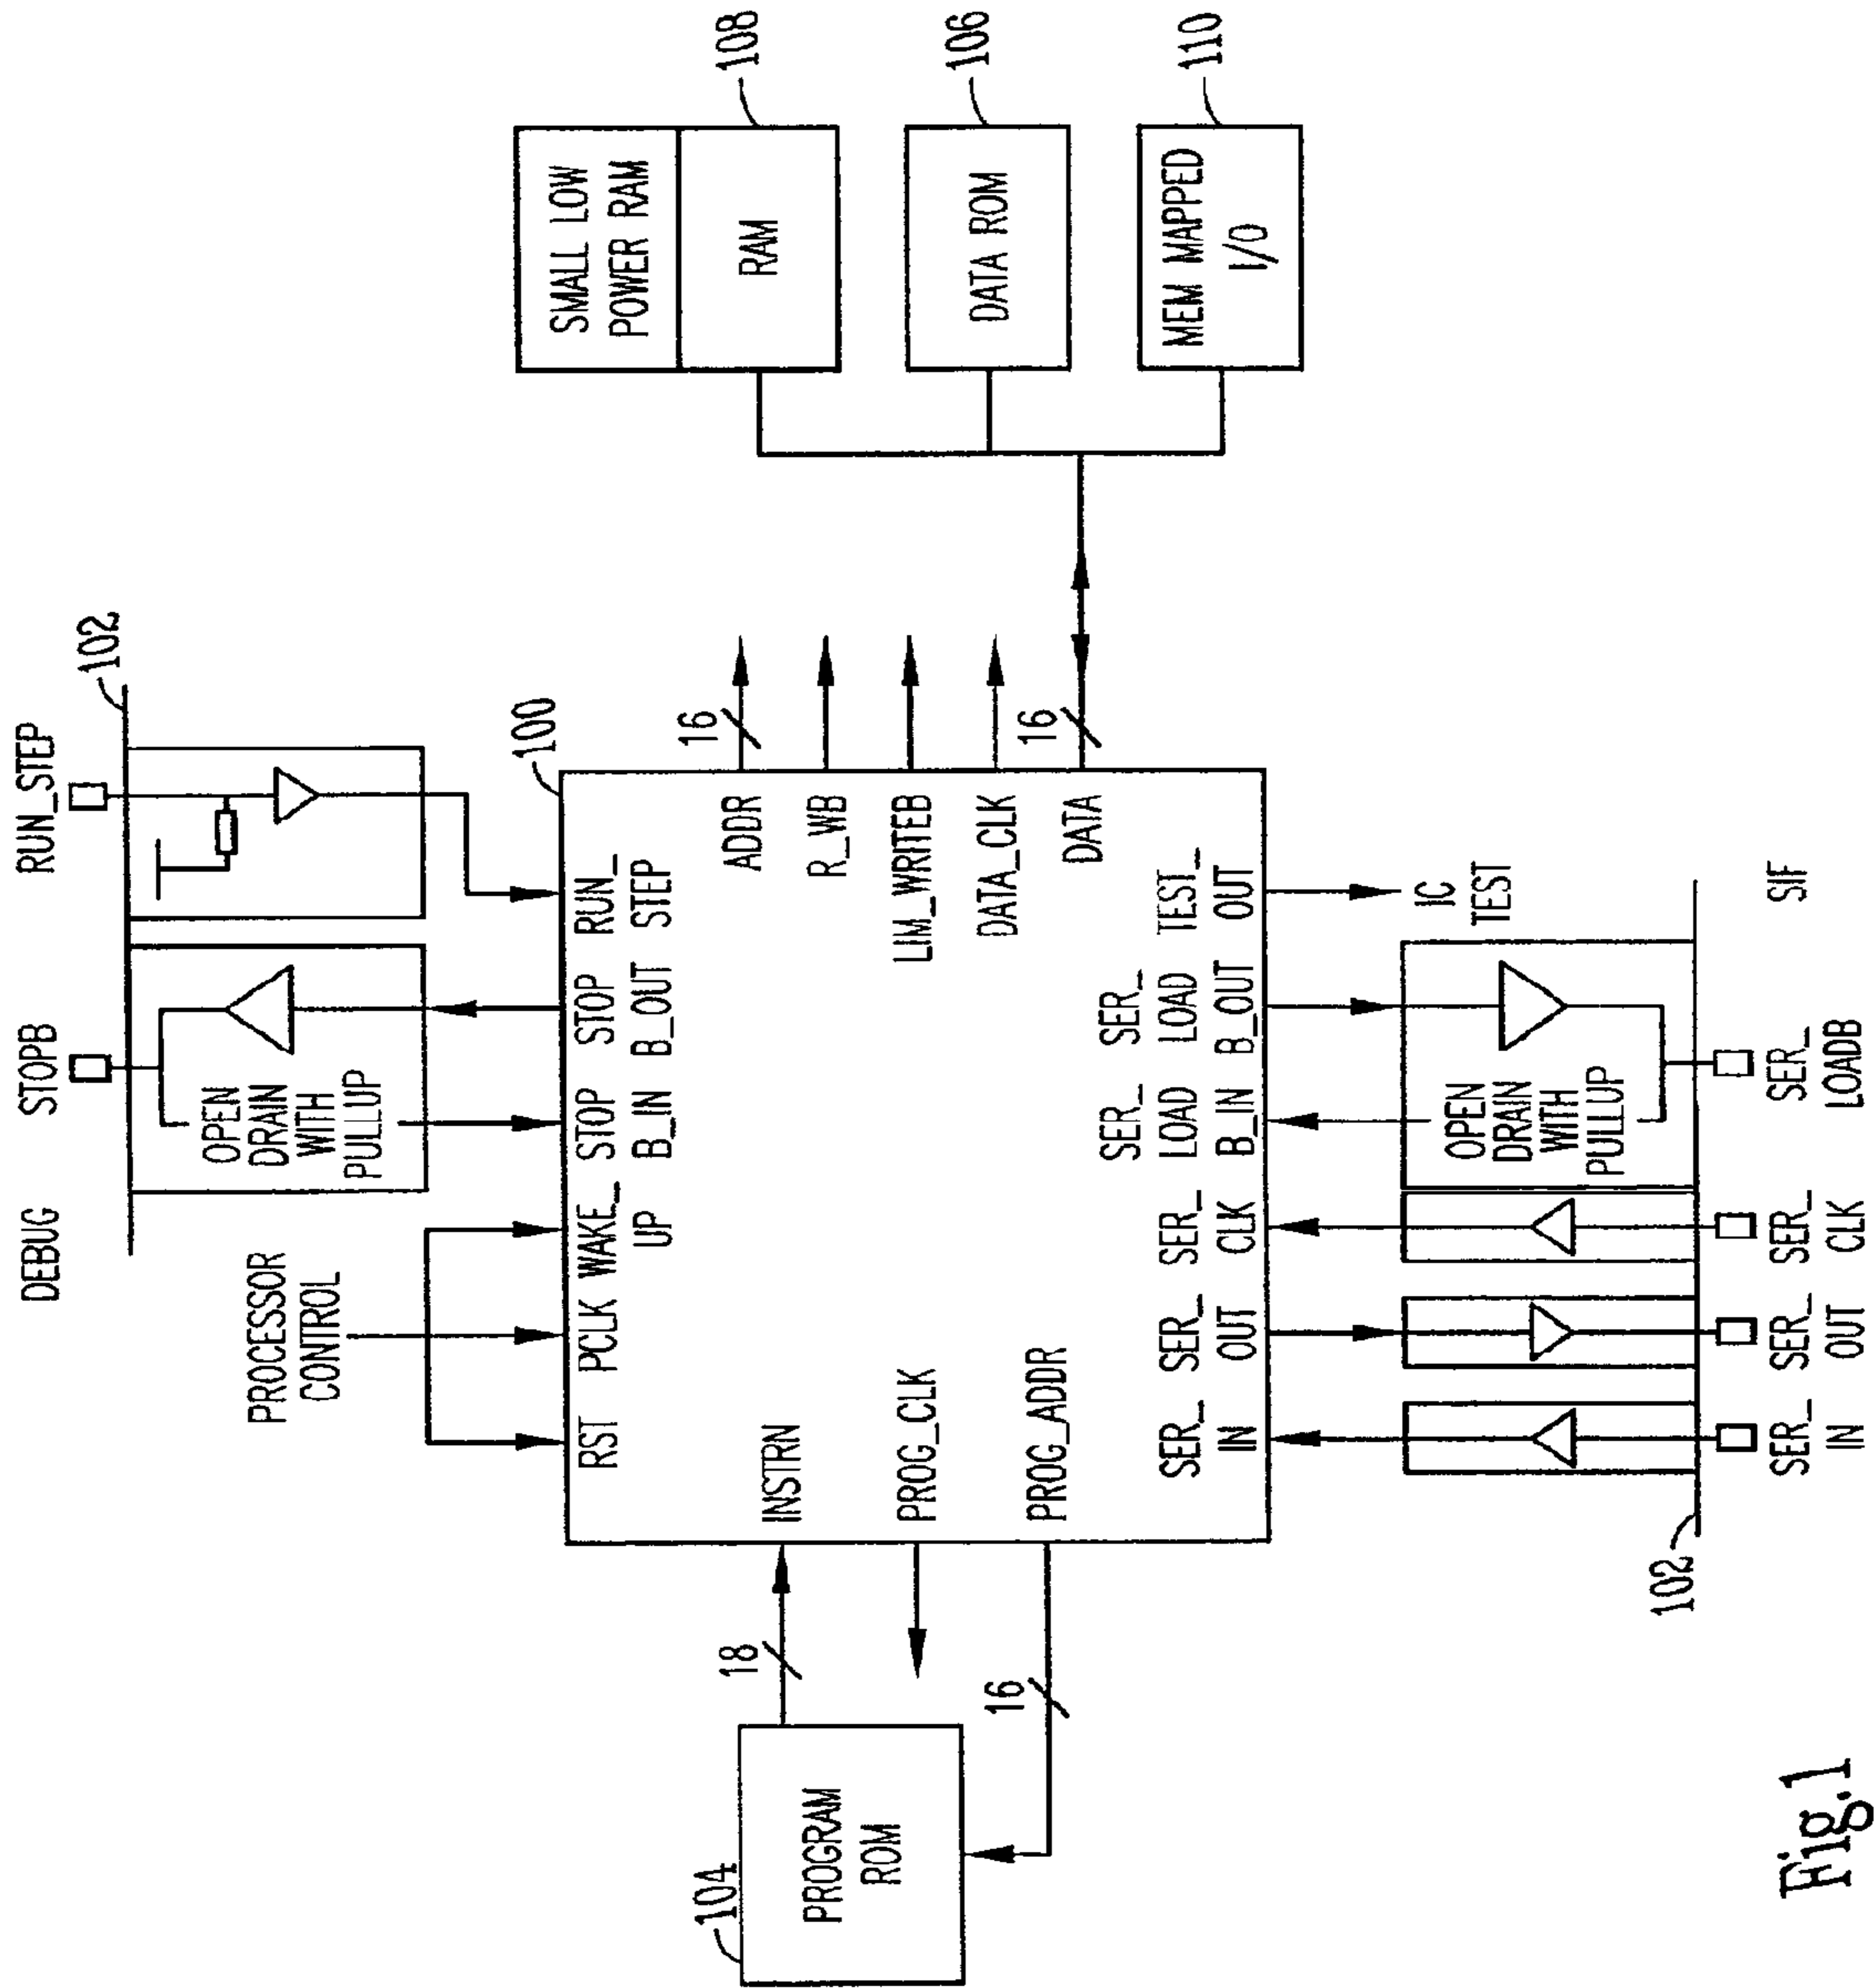 DEBUG
STOPB
RUN_STEP
102
PROCESSOR
CONTROL
OPEN
DRAIN
WITH
PULLUP
100
RST
PCLK
WAKE_
UP
STOP
B_IN
STOP
B_OUT
RUN_
STEP
104
PROGRAM
ROM
18
16
INSTRN
PROG_CLK
PROG_ADDR
ADDR
R_WB
LIM_WRITEB
DATA_CLK
DATA
16
16
SMALL LOW
POWER RAM
RAM
108
DATA ROM
106
MEM MAPPED
I/O
110
SER_
IN
SER_
OUT
SER_
CLK
SER_
LOAD
B_IN
SER_
LOAD
B_OUT
TEST_
OUT
IC
TEST
OPEN
DRAIN
WITH
PULLUP
102
SER_
IN
SER_
OUT
SER_
CLK
SER_
LOADB
SIF
Fig.1